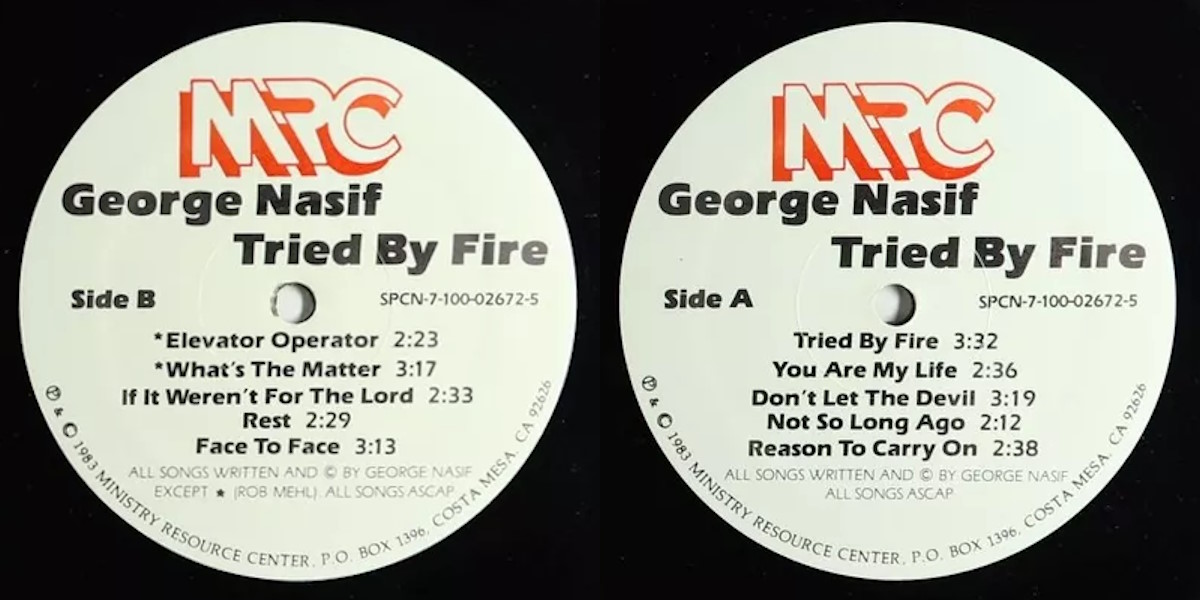 MRC
George Nasif
Tried By Fire
Side B
SPCN-7-100-02672-5
*Elevator Operator 2:23
*What's The Matter 3:17
If It Weren't For The Lord 2:33
Rest 2:29
Face To Face 3:13
ALL SONGS WRITTEN AND © BY GEORGE NASIF
EXCEPT ★ (ROB MEHL). ALL SONGS ASCAP
℗ & © 1983 MINISTRY RESOURCE CENTER, P.O. BOX 1396, COSTA MESA, CA 92626
MRC
George Nasif
Tried By Fire
Side A
SPCN-7-100-02672-5
Tried By Fire 3:32
You Are My Life 2:36
Don't Let The Devil 3:19
Not So Long Ago 2:12
Reason To Carry On 2:38
ALL SONGS WRITTEN AND © BY GEORGE NASIF
ALL SONGS ASCAP
℗ & © 1983 MINISTRY RESOURCE CENTER, P.O. BOX 1396, COSTA MESA, CA 92626